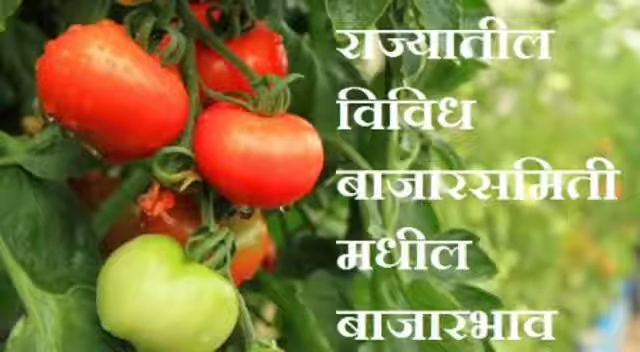 राज्यातील
विविध
बाजारसमिती
मधील
बाजारभाव